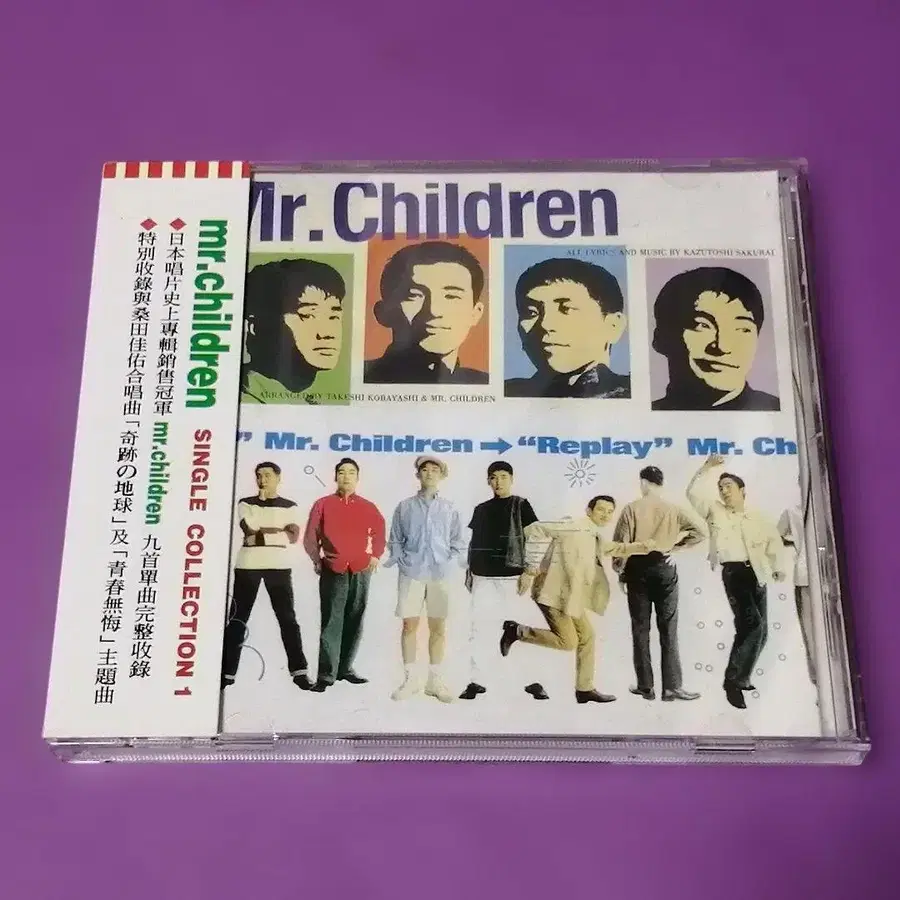 mr.children SINGLE COLLECTION 1
◆日本唱片史上專輯銷售冠軍 mr.children 九首單曲完整收錄
◆特別收錄與桑田佳佑合唱曲「奇跡の地球」及「青春無悔」主題曲
Mr. Children
ALL LYRICS AND MUSIC BY KAZUTOSHI SAKURAI
ARRANGED BY TAKESHI KOBAYASHI & MR. CHILDREN
” Mr. Children → “Replay” Mr. Ch